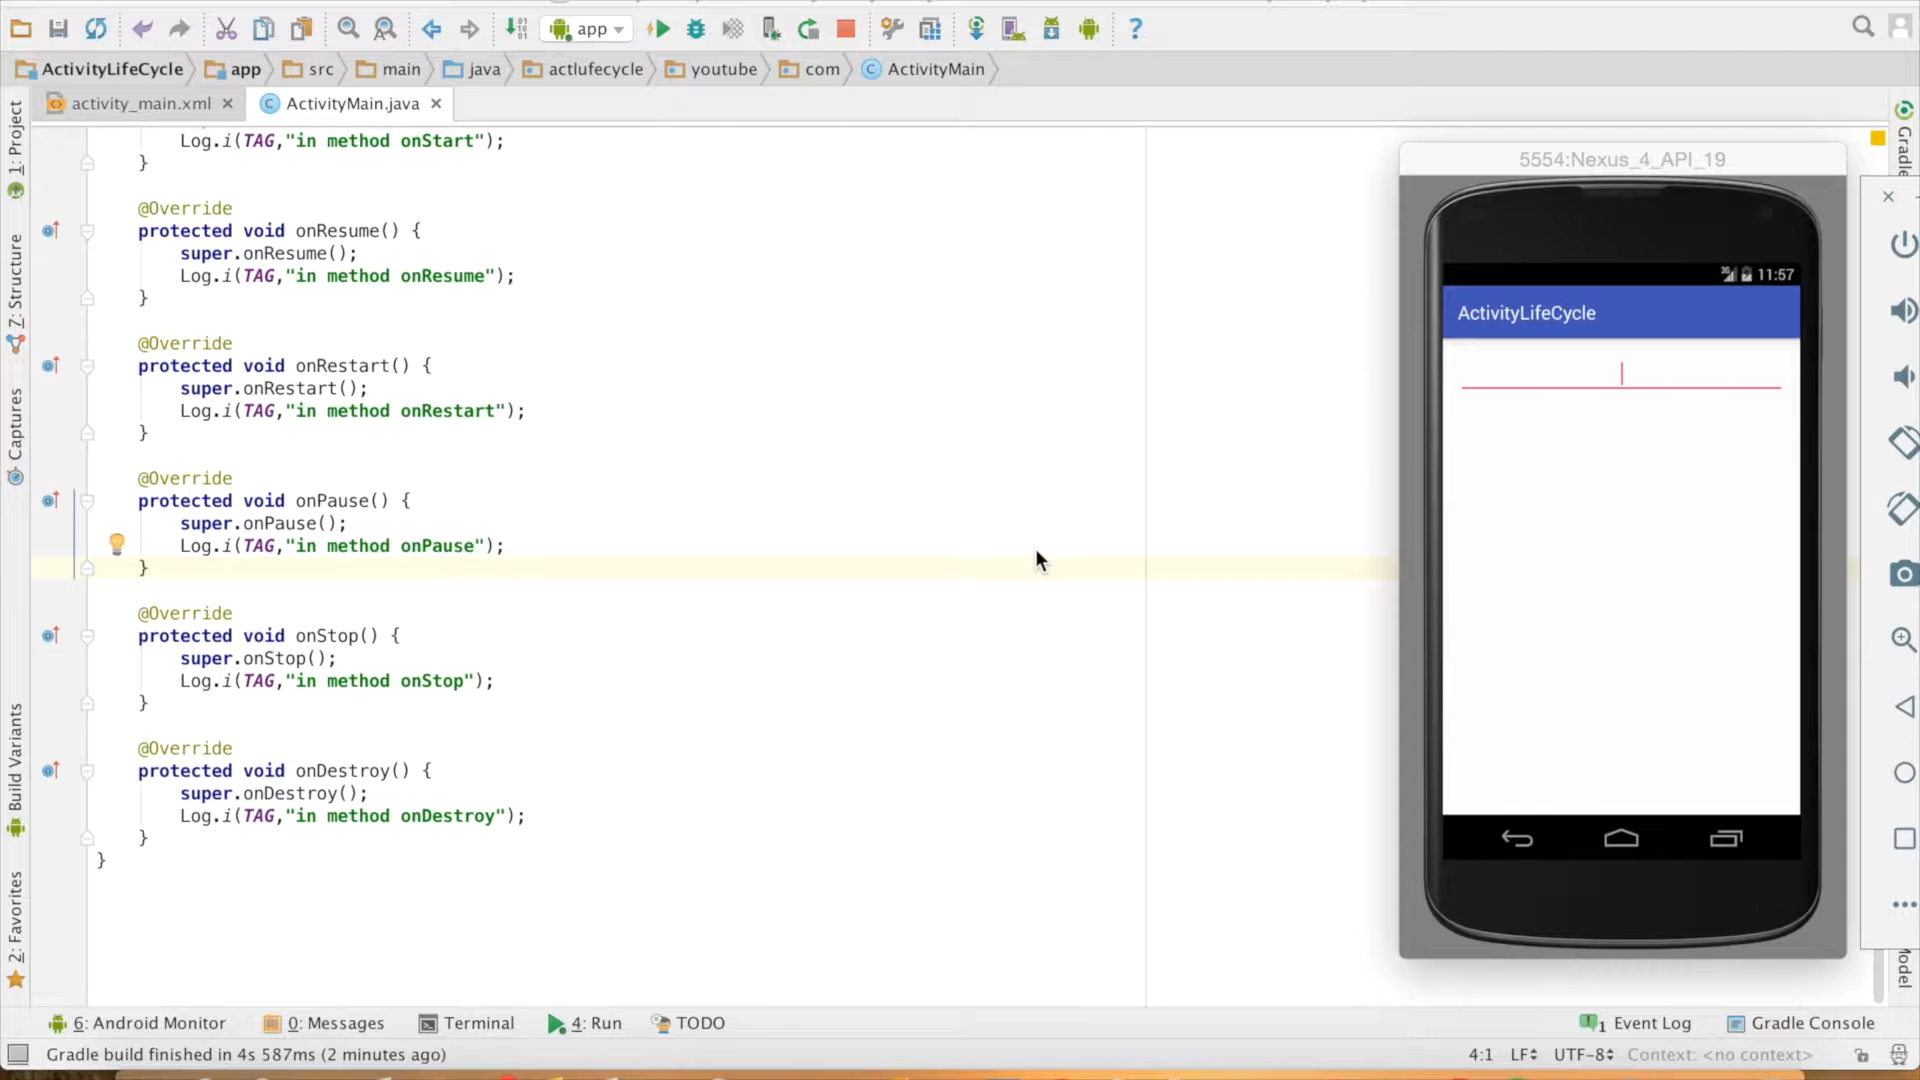 app
ActivityLifeCycle app src main java actlufecycle youtube com ActivityMain
activity_main.xml ActivityMain.java
1: Project
7: Structure
Captures
Build Variants
2: Favorites
Log.i(TAG,"in method onStart");
}
@Override
protected void onResume() {
super.onResume();
Log.i(TAG,"in method onResume");
}
@Override
protected void onRestart() {
super.onRestart();
Log.i(TAG,"in method onRestart");
}
@Override
protected void onPause() {
super.onPause();
Log.i(TAG,"in method onPause");
}
@Override
protected void onStop() {
super.onStop();
Log.i(TAG,"in method onStop");
}
@Override
protected void onDestroy() {
super.onDestroy();
Log.i(TAG,"in method onDestroy");
}
}
5554:Nexus_4_API_19
3G 11:57
ActivityLifeCycle
Gradle
6: Android Monitor 0: Messages Terminal 4: Run TODO 1 Event Log Gradle Console
Gradle build finished in 4s 587ms (2 minutes ago) 4:1 LF UTF-8 Context: <no context>